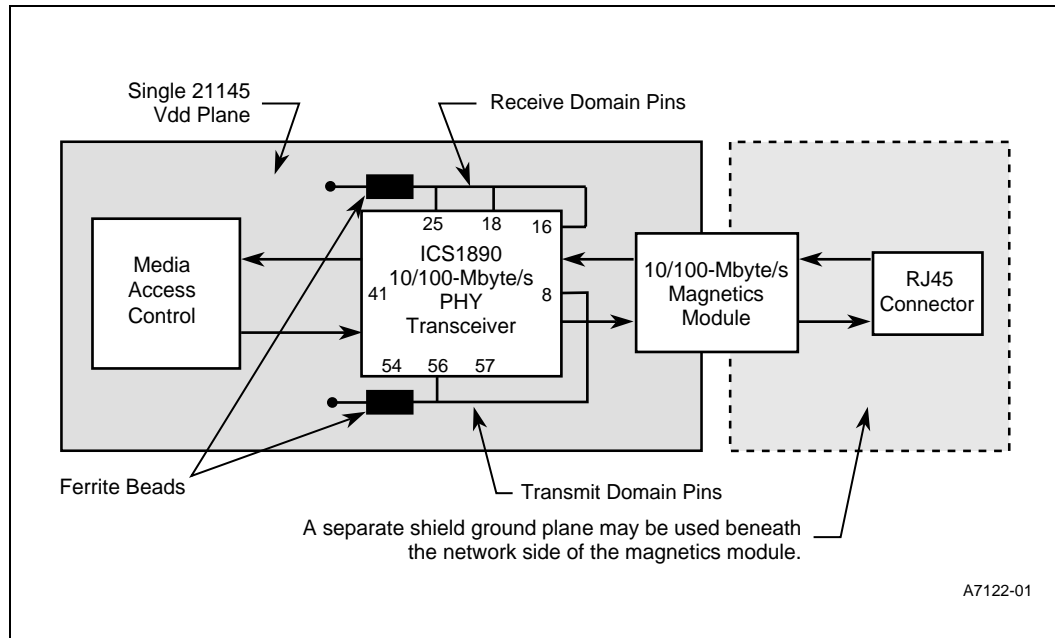 Single 21145
Vdd Plane
Receive Domain Pins
25
18
16
Media
Access
Control
ICS1890
10/100-Mbyte/s
PHY
Transceiver
41
8
54
56
57
10/100-Mbyte/s
Magnetics
Module
RJ45
Connector
Ferrite Beads
Transmit Domain Pins
A separate shield ground plane may be used beneath
the network side of the magnetics module.
A7122-01